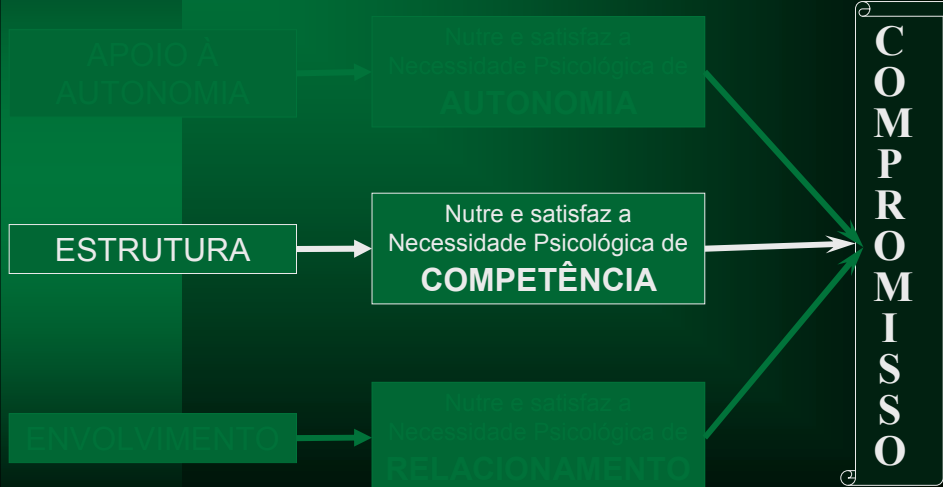 APOIO À
AUTONOMIA
Nutre e satisfaz a
Necessidade Psicológica de
AUTONOMIA
ESTRUTURA
Nutre e satisfaz a
Necessidade Psicológica de
COMPETÊNCIA
ENVOLVIMENTO
Nutre e satisfaz a
Necessidade Psicológica de
RELACIONAMENTO
COMPROMISSO